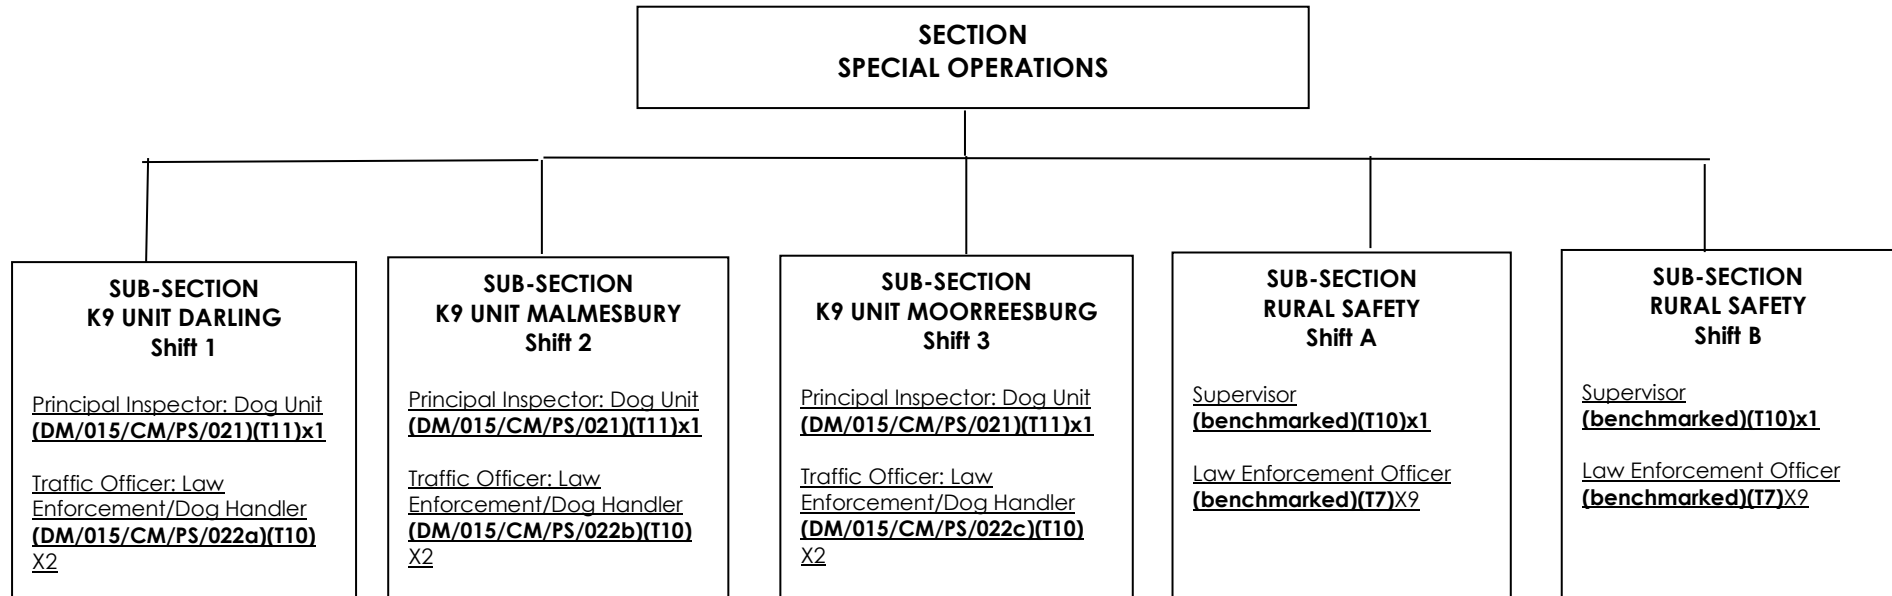 SECTION
SPECIAL OPERATIONS
SUB-SECTION
K9 UNIT DARLING
Shift 1
Principal Inspector: Dog Unit
(DM/015/CM/PS/021)(T11)x1
Traffic Officer: Law
Enforcement/Dog Handler
(DM/015/CM/PS/022a)(T10)
X2
SUB-SECTION
K9 UNIT MALMESBURY
Shift 2
Principal Inspector: Dog Unit
(DM/015/CM/PS/021)(T11)x1
Traffic Officer: Law
Enforcement/Dog Handler
(DM/015/CM/PS/022b)(T10)
X2
SUB-SECTION
K9 UNIT MOORREESBURG
Shift 3
Principal Inspector: Dog Unit
(DM/015/CM/PS/021)(T11)x1
Traffic Officer: Law
Enforcement/Dog Handler
(DM/015/CM/PS/022c)(T10)
X2
SUB-SECTION
RURAL SAFETY
Shift A
Supervisor
(benchmarked)(T10)x1
Law Enforcement Officer
(benchmarked)(T7)X9
SUB-SECTION
RURAL SAFETY
Shift B
Supervisor
(benchmarked)(T10)x1
Law Enforcement Officer
(benchmarked)(T7)X9